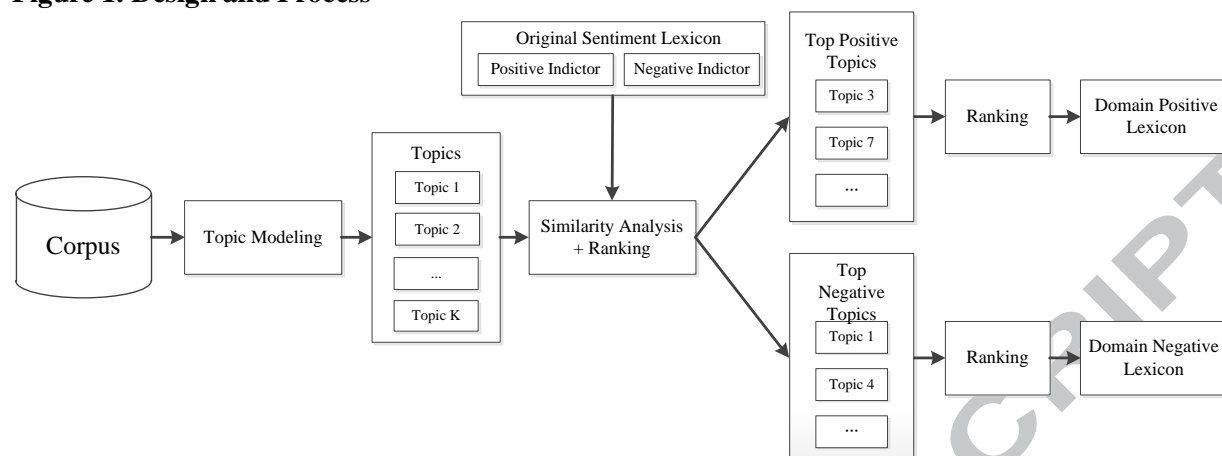 Figure 1. Design and Process
Original Sentiment Lexicon
Positive Indictor
Negative Indictor
Top Positive
Topics
Topic 3
Topic 7
...
Ranking
Domain Positive
Lexicon
Corpus
Topic Modeling
Topics
Topic 1
Topic 2
...
Topic K
Similarity Analysis
+ Ranking
Top
Negative
Topics
Topic 1
Topic 4
...
Ranking
Domain Negative
Lexicon
CRIPT